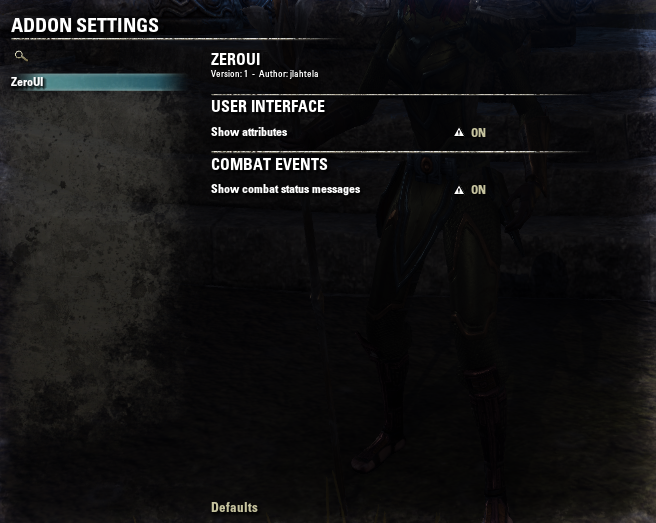 ADDON SETTINGS
ZeroUI
ZEROUI
Version: 1 - Author: jlahtela
USER INTERFACE
Show attributes ON
COMBAT EVENTS
Show combat status messages ON
Defaults